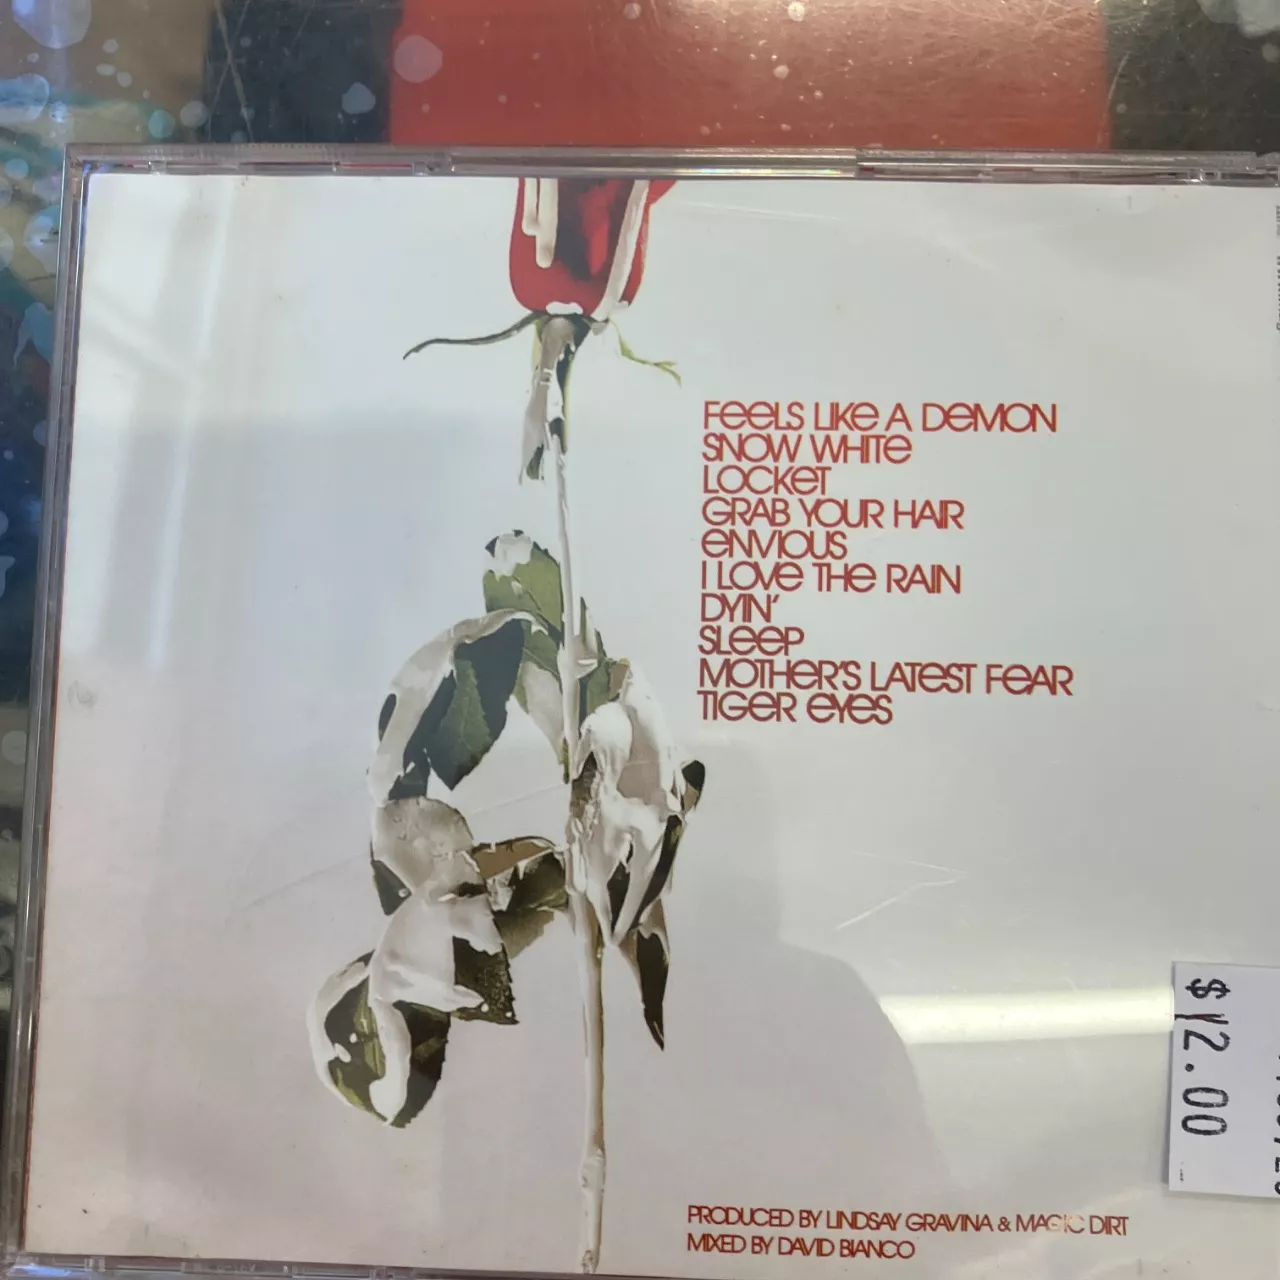 FEELS LIKE A DEMON
SNOW WHITE
LOCKET
GRAB YOUR HAIR
ENVIOUS
I LOVE THE RAIN
DYIN'
SLEEP
MOTHER'S LATEST FEAR
TIGER EYES
$12.00
PRODUCED BY LINDSAY GRAVINA & MAGIC DIRT
MIXED BY DAVID BIANCO